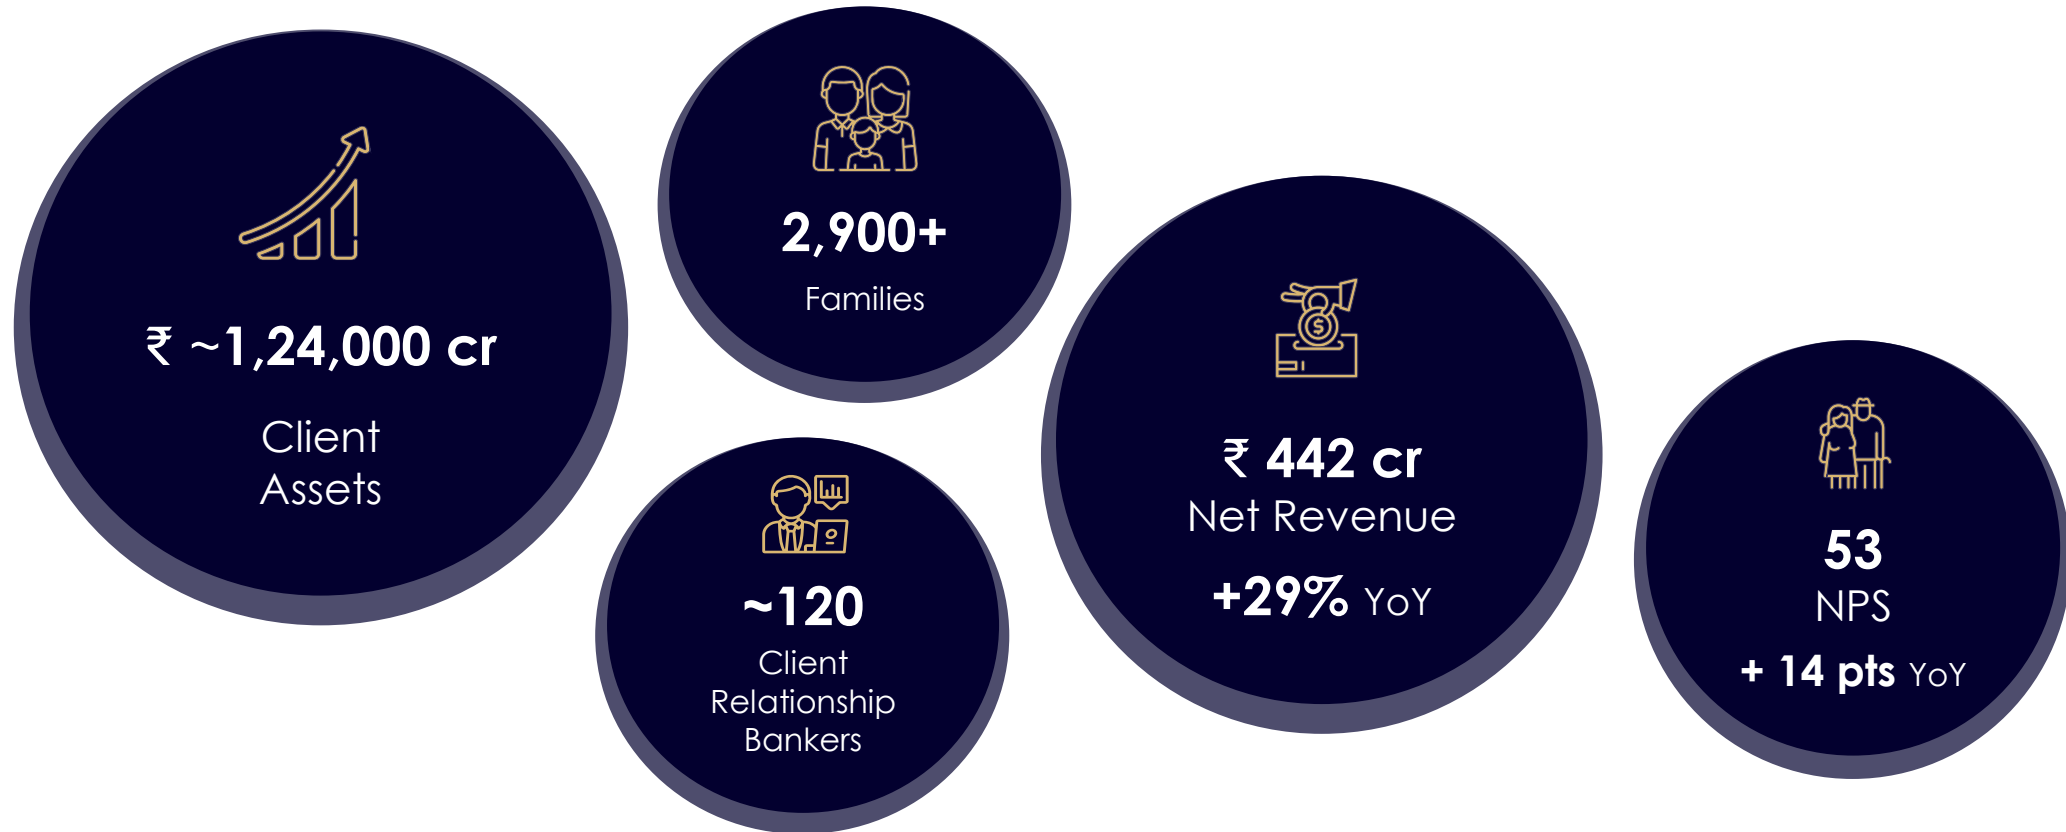 ₹ ~1,24,000 cr
Client
Assets
2,900+
Families
~120
Client
Relationship
Bankers
₹ 442 cr
Net Revenue
+29% YoY
53
NPS
+ 14 pts YoY